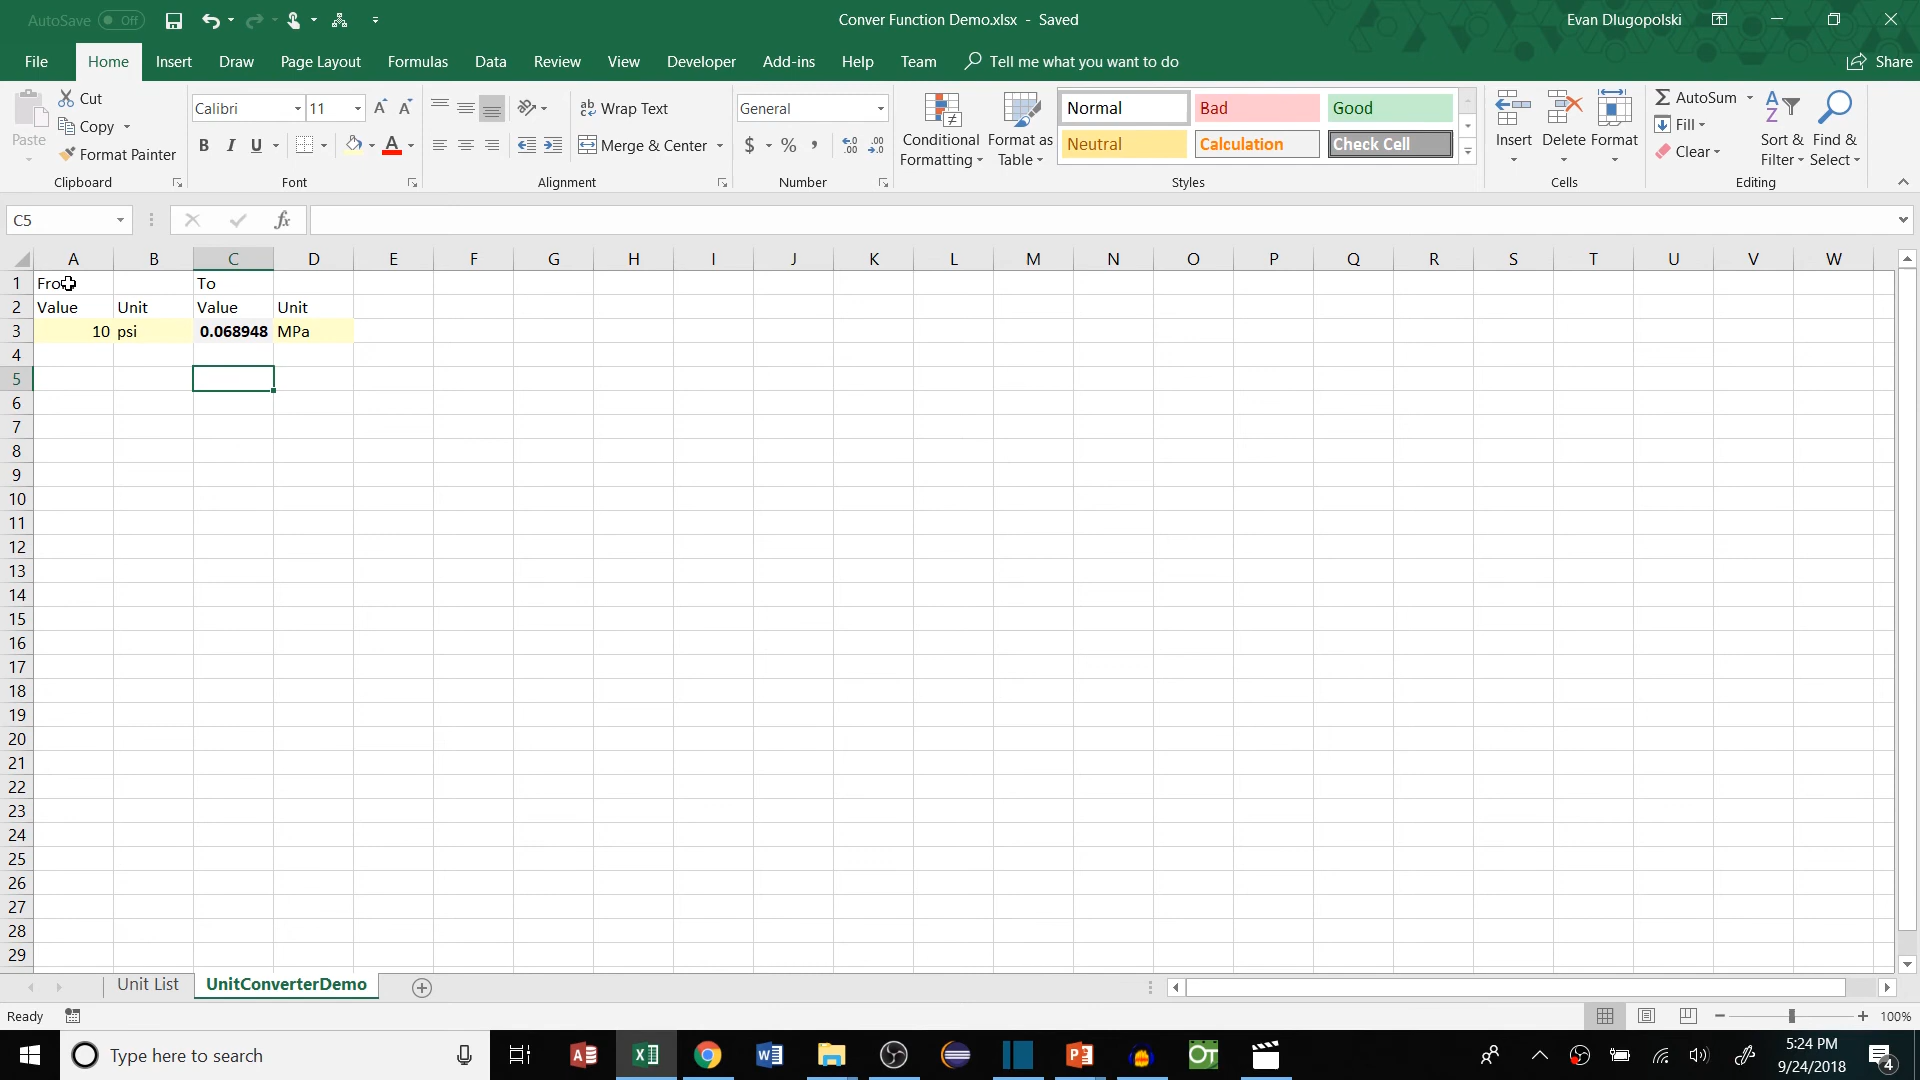 AutoSave Off
Conver Function Demo.xlsx - Saved
Evan Dlugopolski
File Home Insert Draw Page Layout Formulas Data Review View Developer Add-ins Help Team Tell me what you want to do Share
Paste
Cut
Copy
Format Painter
Clipboard
Calibri 11
B I U
Font
Wrap Text
Merge & Center
Alignment
General
$ % ,
Number
Conditional Formatting
Format as Table
Normal Bad Good
Neutral Calculation Check Cell
Styles
Insert Delete Format
Cells
AutoSum
Fill
Clear
Sort & Filter
Find & Select
Editing
C5
fx
A B C D E F G H I J K L M N O P Q R S T U V W
1 To
2 Value Unit Value Unit
3 10 psi 0.068948 MPa
4
5
6
7
8
9
10
11
12
13
14
15
16
17
18
19
20
21
22
23
24
25
26
27
28
29
Unit List UnitConverterDemo
Ready
100%
Type here to search
5:24 PM
9/24/2018
4